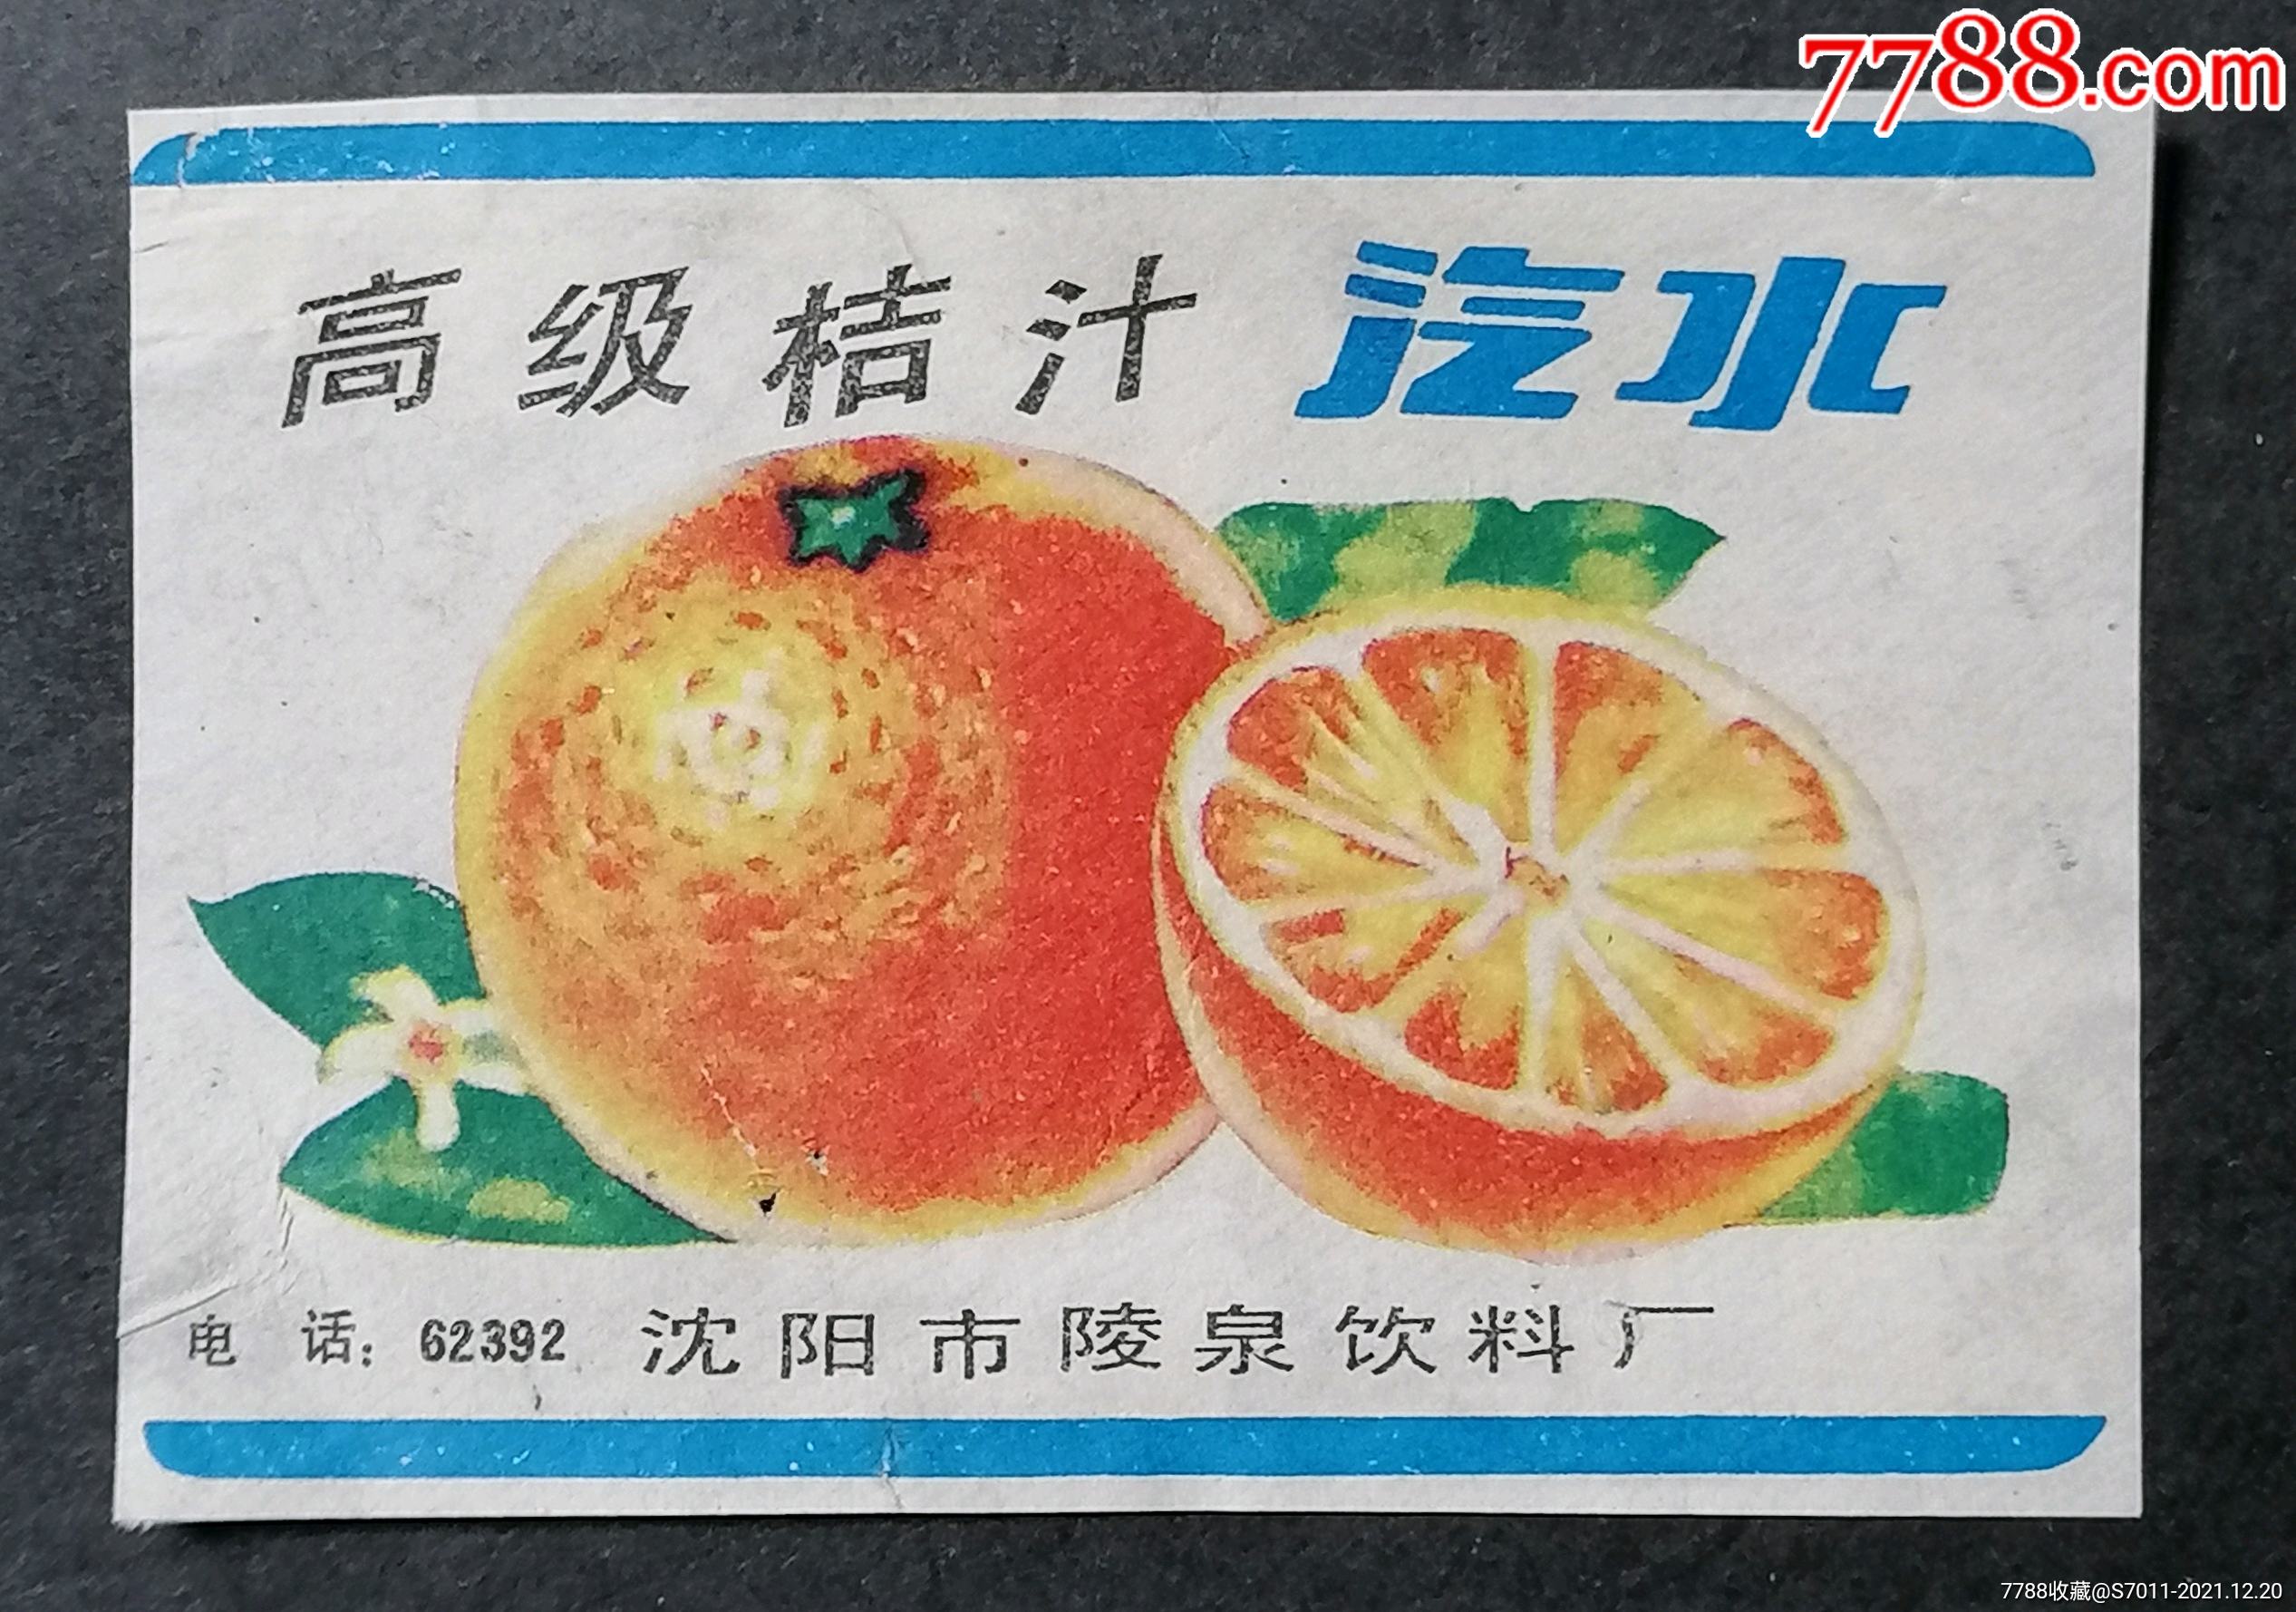 7788.com
高级桔汁 汽水
电 话：62392 沈阳市陵泉饮料厂
7788收藏@S7011-2021.12.20